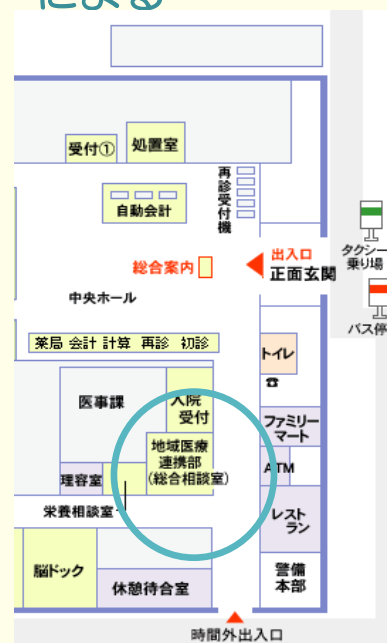 による
受付①
処置室
再診受付機
自動会計
総合案内
出入口
正面玄関
タクシー
乗り場
中央ホール
バス停
薬局 会計 計算 再診 初診
トイレ
医事課
入院
受付
ファミリー
マート
地域医療
連携部
(総合相談室)
ATM
理容室
栄養相談室
レスト
ラン
脳ドック
休憩待合室
警備
本部
時間外出入口